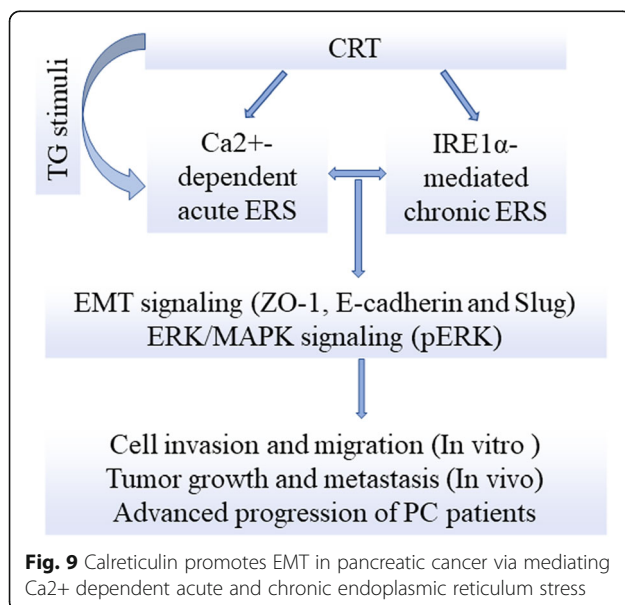 CRT
TG stimuli
Ca2+-
dependent
acute ERS
IRE1α-
mediated
chronic ERS
EMT signaling (ZO-1, E-cadherin and Slug)
ERK/MAPK signaling (pERK)
Cell invasion and migration (In vitro )
Tumor growth and metastasis (In vivo)
Advanced progression of PC patients
Fig. 9 Calreticulin promotes EMT in pancreatic cancer via mediating
Ca2+ dependent acute and chronic endoplasmic reticulum stress